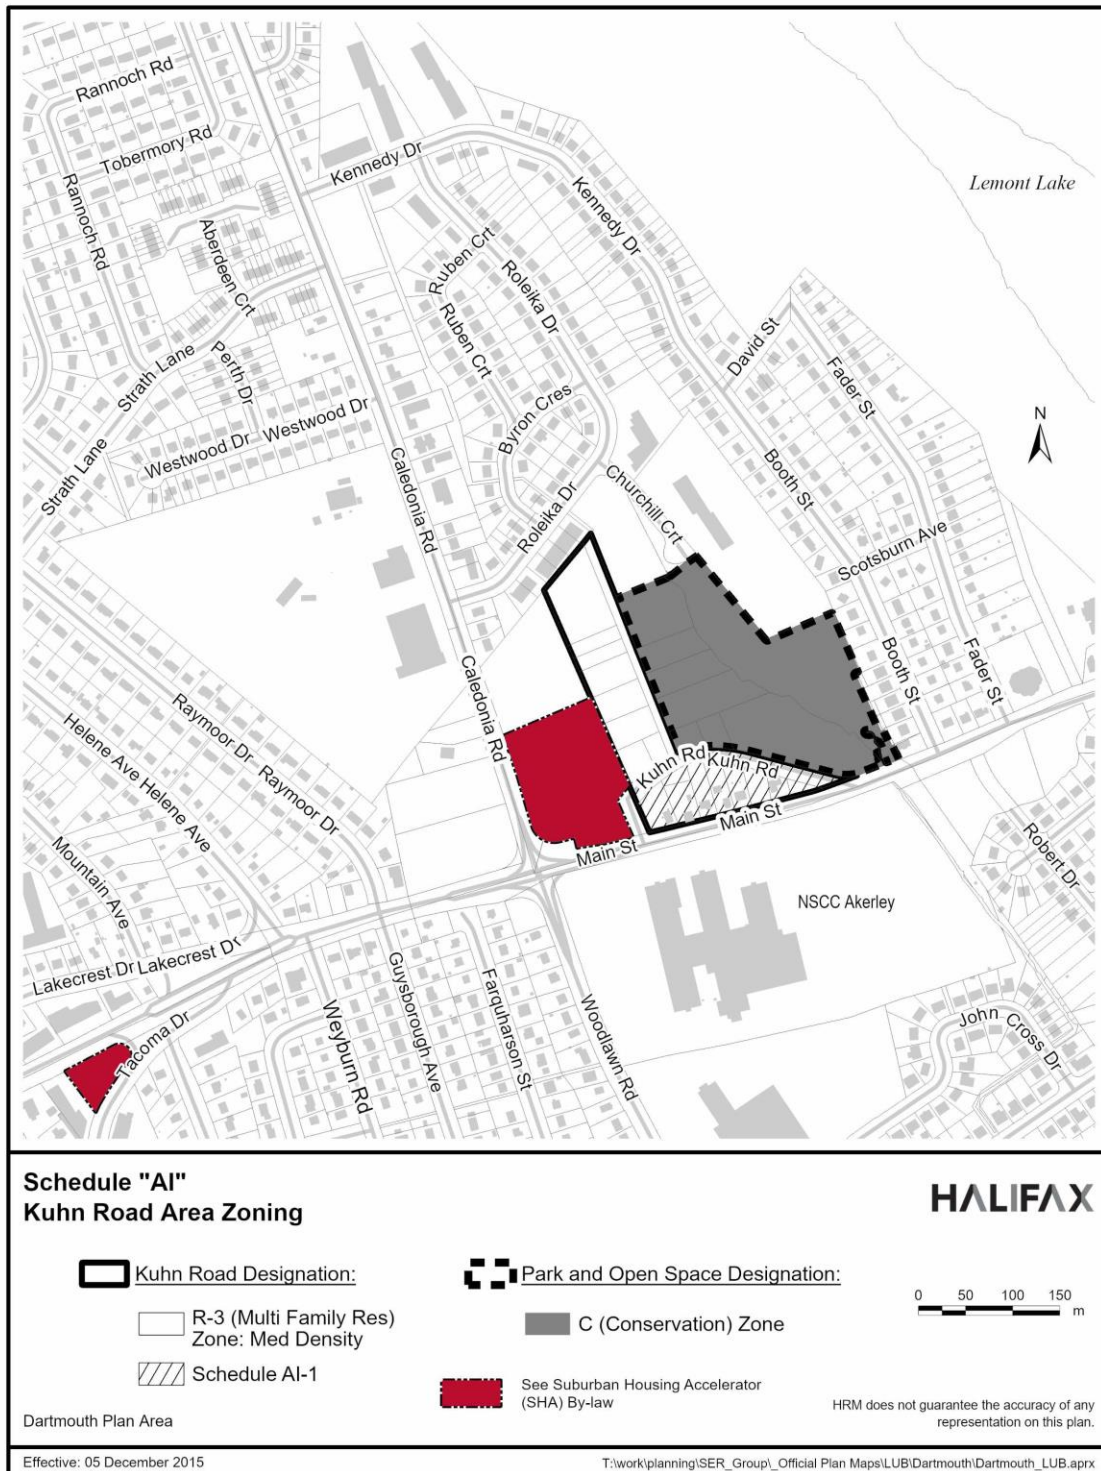 Rannoch Rd
Tobermory Rd
Rannoch Rd
Aberdeen Crt
Kennedy Dr
Kennedy Dr
Lemont Lake
Ruben Crt
Roleika Dr
Ruben Crt
Strath Lane
Perth Dr
David St
Fader St
Byron Cres
Westwood Dr
Westwood Dr
N
Strath Lane
Caledonia Rd
Booth St
Churchill Crt
Roleika Dr
Scotsburn Ave
Booth St
Fader St
Caledonia Rd
Raymoor Dr
Raymoor Dr
Helene Ave
Helene Ave
Kuhn Rd
Kuhn Rd
Main St
Main St
Mountain Ave
Robert Dr
NSCC Akerley
Lakecrest Dr
Lakecrest Dr
Guysborough Ave
Farquharson St
Woodlawn Rd
Weyburn Rd
Tacoma Dr
John Cross Dr
Schedule "AI"
Kuhn Road Area Zoning
HALIFAX
Kuhn Road Designation:
R-3 (Multi Family Res)
Zone: Med Density
Schedule AI-1
Park and Open Space Designation:
C (Conservation) Zone
See Suburban Housing Accelerator
(SHA) By-law
0 50 100 150
m
Dartmouth Plan Area
HRM does not guarantee the accuracy of any
representation on this plan.
Effective: 05 December 2015
T:\work\planning\SER_Group\_Official Plan Maps\LUB\Dartmouth\Dartmouth_LUB.aprx